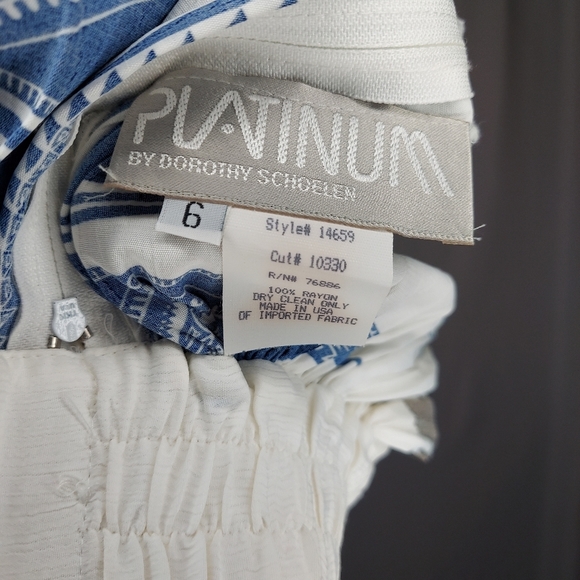 PLATINUM
BY DOROTHY SCHOELEN
6
Style# 14659
Cut# 10330
R/N# 76886
100% RAYON
DRY CLEAN ONLY
MADE IN USA
OF IMPORTED FABRIC